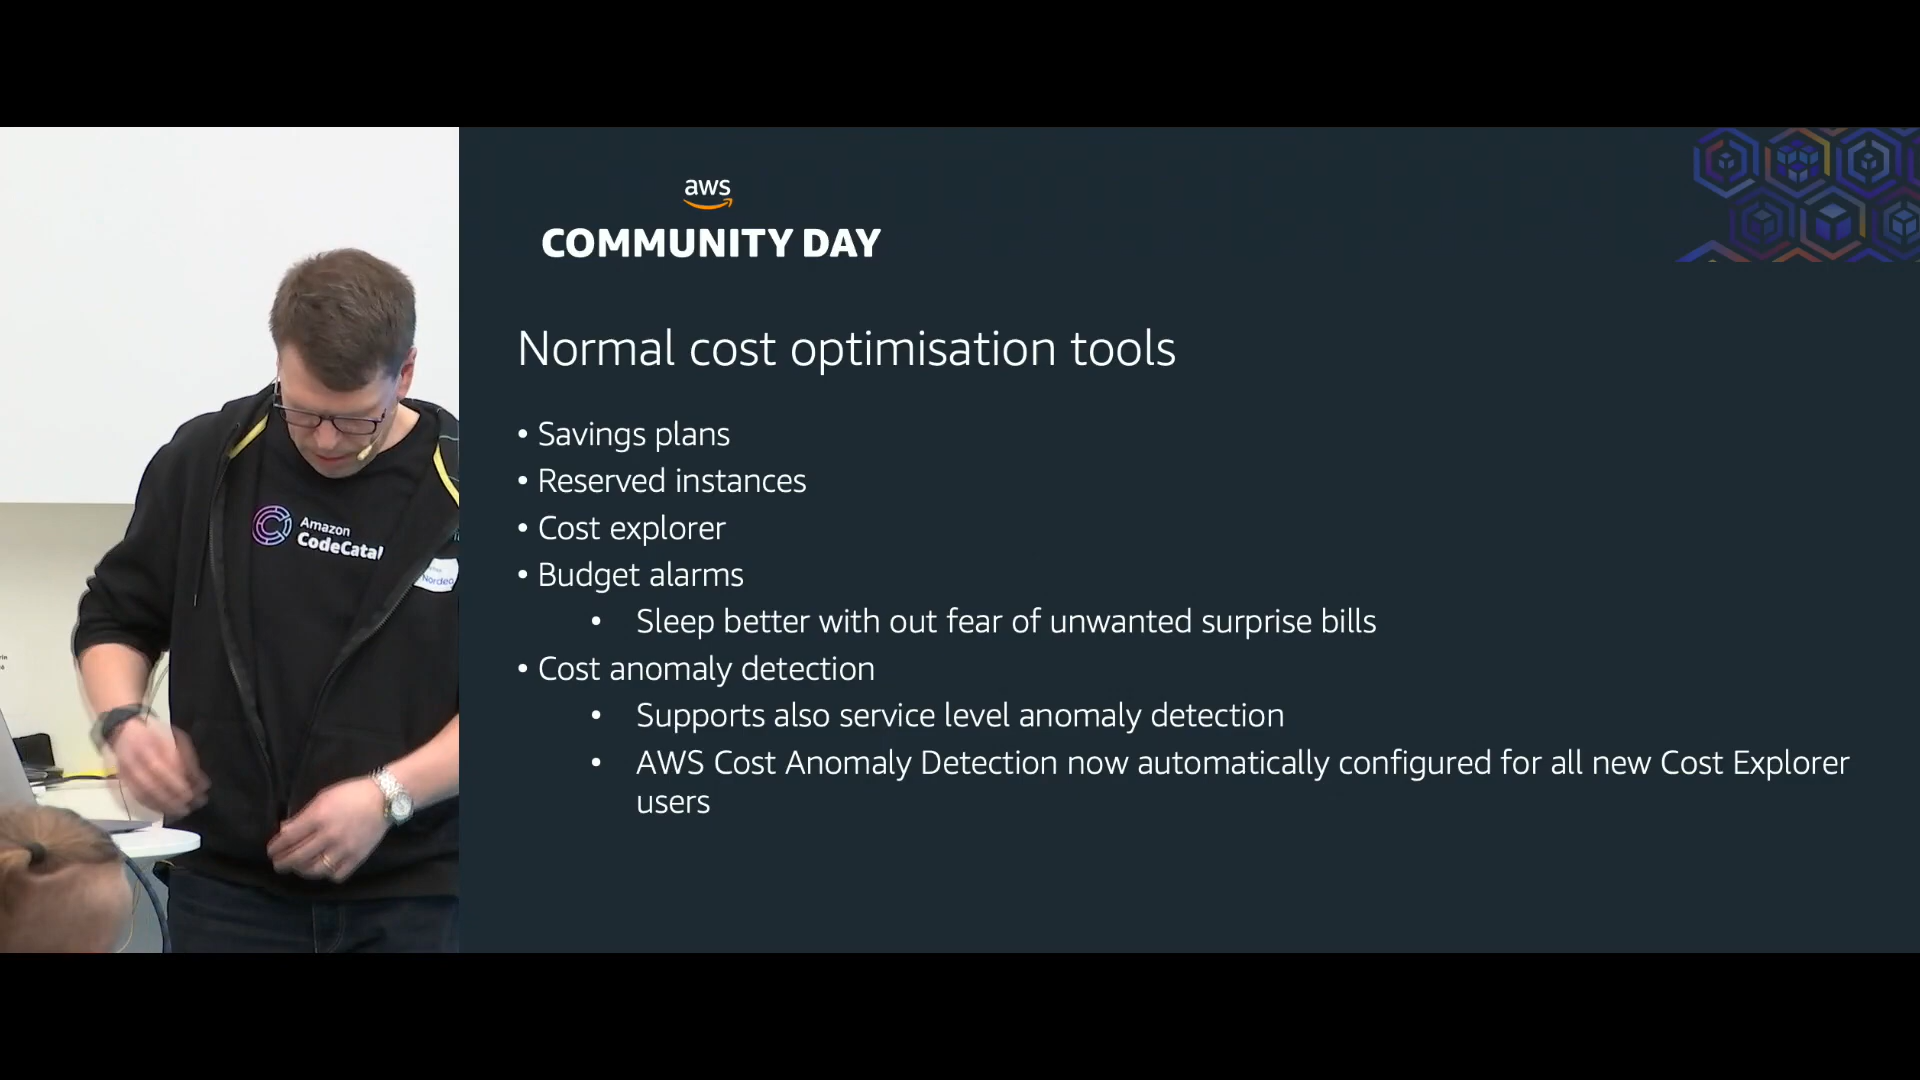 aws
COMMUNITY DAY
Normal cost optimisation tools
• Savings plans
• Reserved instances
• Cost explorer
• Budget alarms
• Sleep better with out fear of unwanted surprise bills
• Cost anomaly detection
• Supports also service level anomaly detection
• AWS Cost Anomaly Detection now automatically configured for all new Cost Explorer
users
Amazon
CodeCatal
Nordea